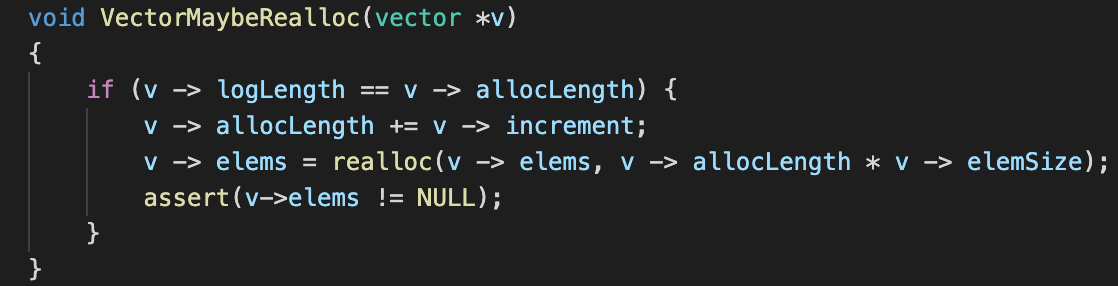 void VectorMaybeRealloc(vector *v)
{
    if (v -> logLength == v -> allocLength) {
        v -> allocLength += v -> increment;
        v -> elems = realloc(v -> elems, v -> allocLength * v -> elemSize);
        assert(v->elems != NULL);
    }
}